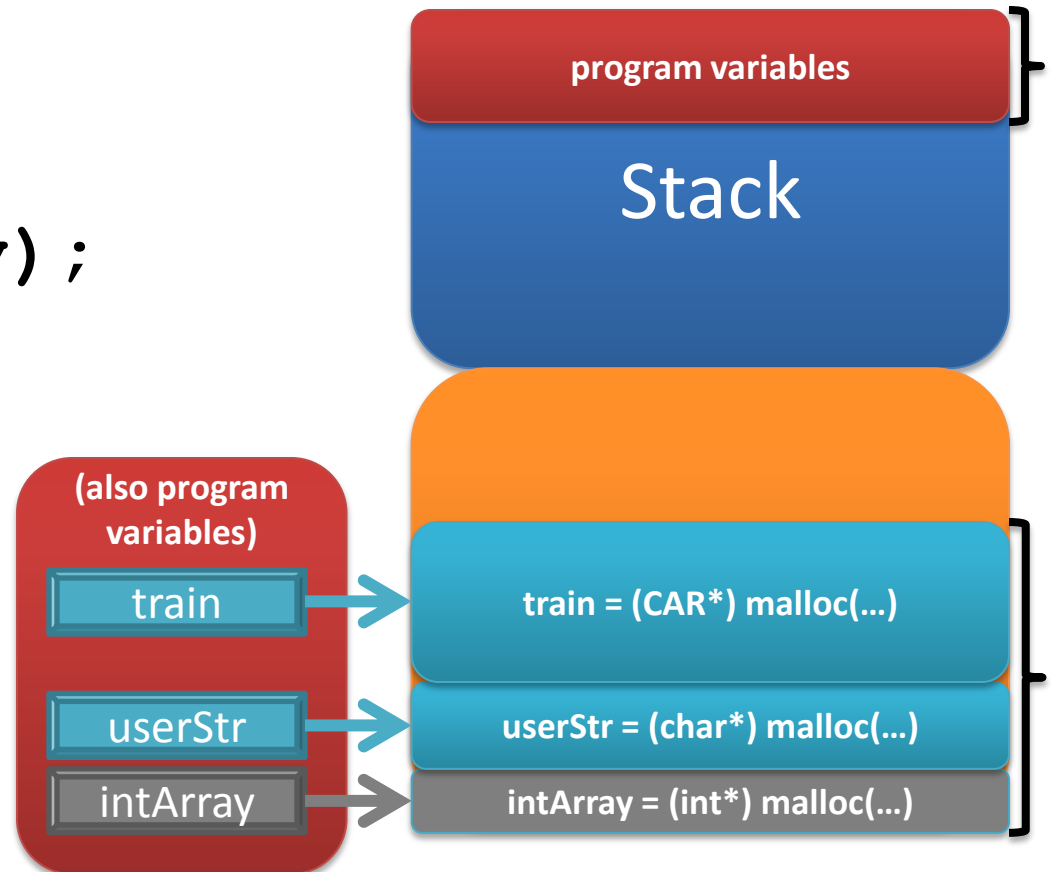 program variables
Stack
);
(also program
variables)
train
train = (CAR*) malloc(…)
userStr
userStr = (char*) malloc(…)
intArray
intArray = (int*) malloc(…)